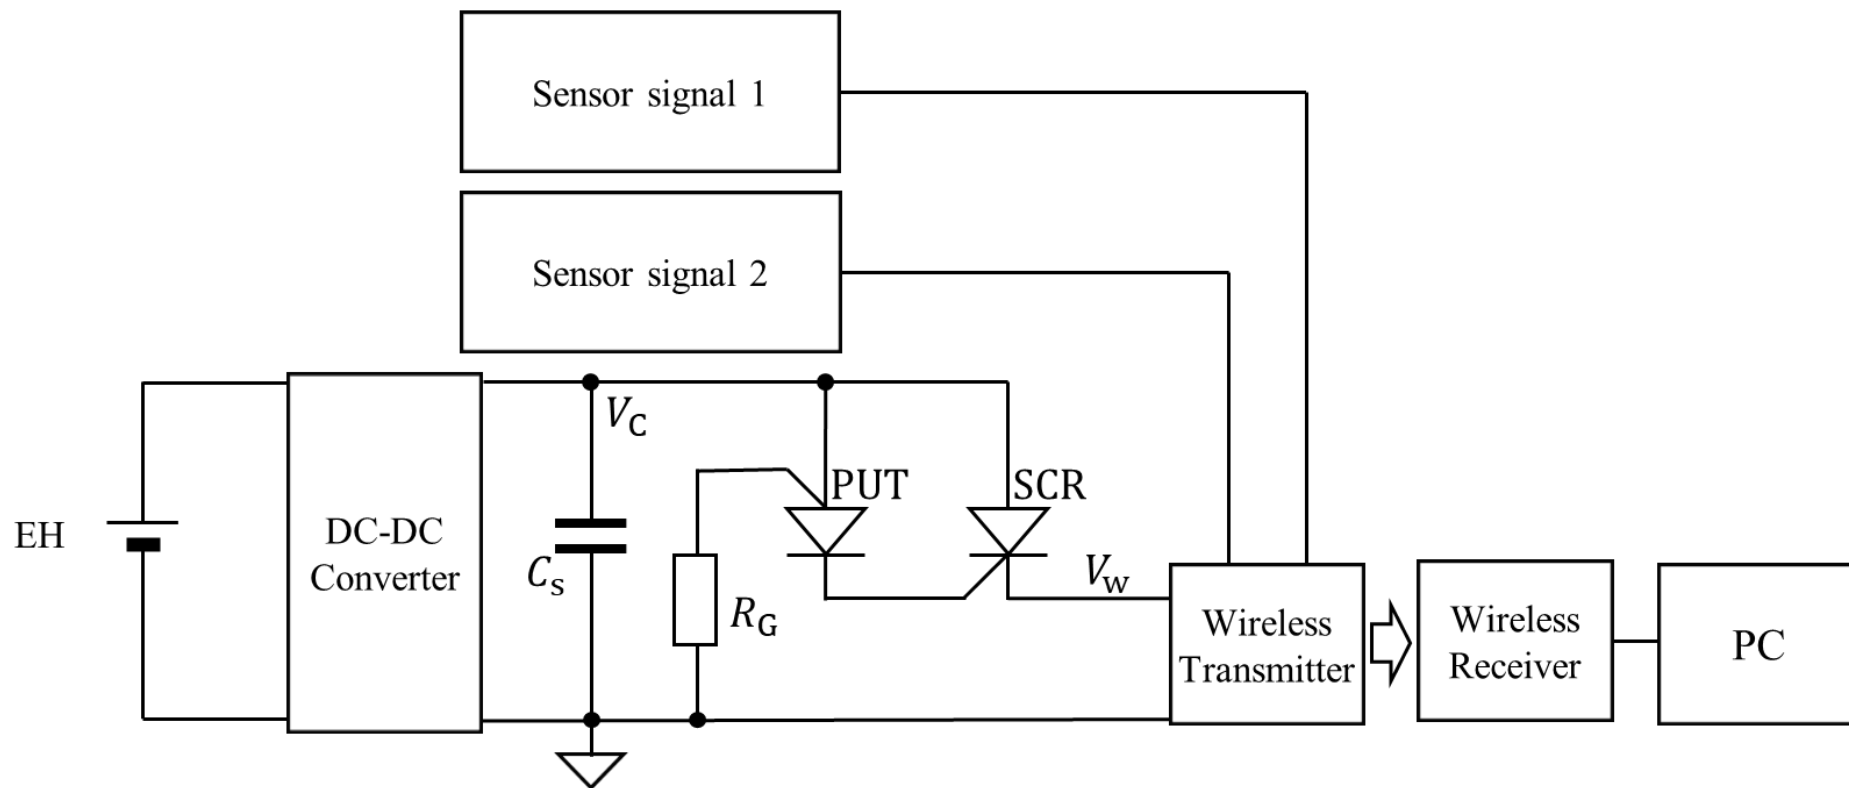 Sensor signal 1
Sensor signal 2
V_C
PUT
SCR
EH
DC-DC
Converter
C_s
R_G
V_w
Wireless
Transmitter
Wireless
Receiver
PC